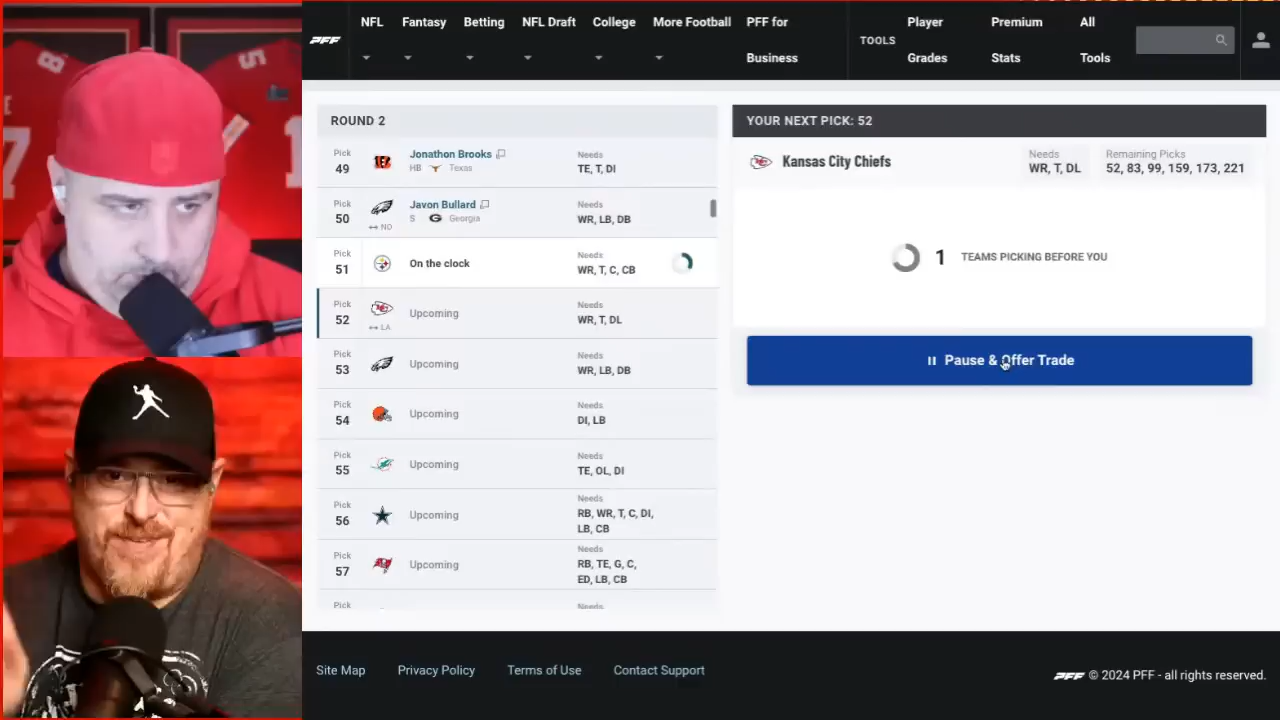 PFF
NFL
Fantasy
Betting
NFL Draft
College
More Football
PFF for
Business
TOOLS
Player
Grades
Premium
Stats
All
Tools
ROUND 2
Pick
49
Jonathon Brooks
HB
Texas
Needs
TE, T, DI
Pick
50
NO
Javon Bullard
S
Georgia
Needs
WR, LB, DB
Pick
51
On the clock
Needs
WR, T, C, CB
Pick
52
LA
Upcoming
Needs
WR, T, DL
Pick
53
Upcoming
Needs
WR, LB, DB
Pick
54
Upcoming
Needs
DI, LB
Pick
55
Upcoming
Needs
TE, OL, DI
Pick
56
Upcoming
Needs
RB, WR, T, C, DI,
LB, CB
Pick
57
Upcoming
Needs
RB, TE, G, C,
ED, LB, CB
Pick
Needs
YOUR NEXT PICK: 52
Kansas City Chiefs
Needs
WR, T, DL
Remaining Picks
52, 83, 99, 159, 173, 221
1 TEAMS PICKING BEFORE YOU
Pause & Offer Trade
Site Map
Privacy Policy
Terms of Use
Contact Support
PFF © 2024 PFF - all rights reserved.